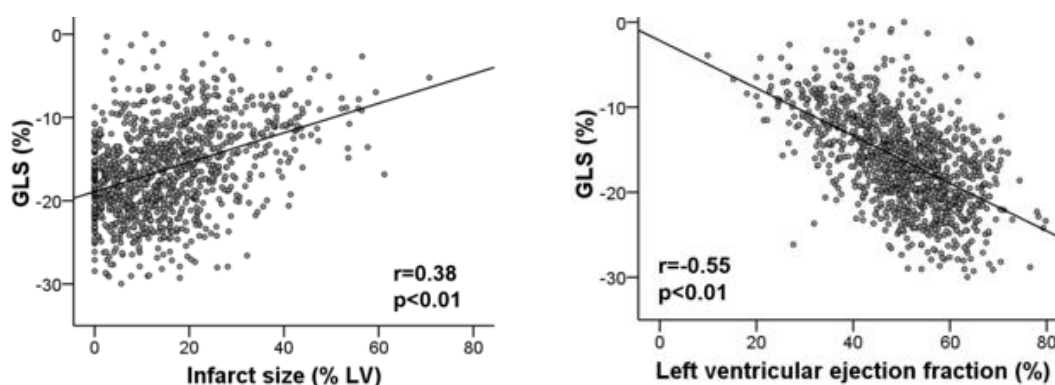 0
-10
-20
-30
GLS (%)
r=0.38
p<0.01
0 20 40 60 80
Infarct size (% LV)
0
-10
-20
-30
GLS (%)
r=-0.55
p<0.01
0 20 40 60 80
Left ventricular ejection fraction (%)